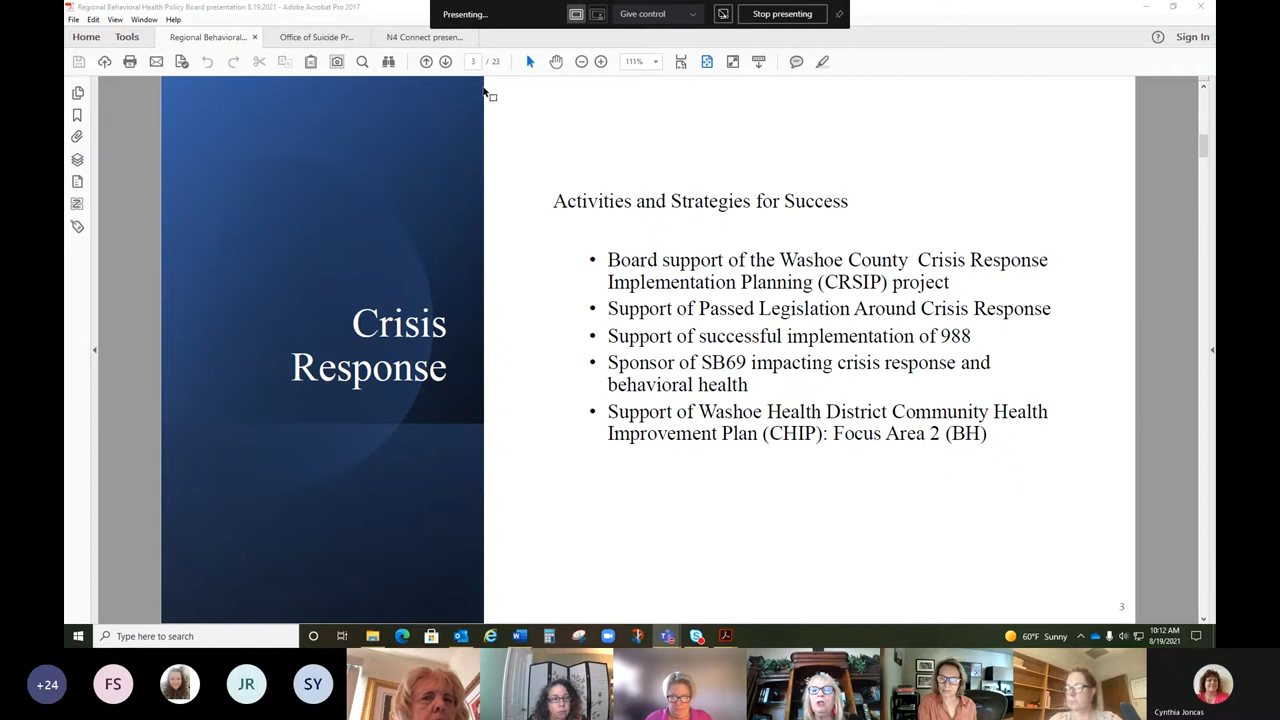 Regional Behavioral Health Policy Board presentation 8.19.2021 - Adobe Acrobat Pro 2017
Presenting...
Give control
Stop presenting
File Edit View Window Help
Home Tools
Regional Behavioral... ×
Office of Suicide Pr...
N4 Connect presen...
Sign In
3 / 23
111%
Crisis
Response
Activities and Strategies for Success
• Board support of the Washoe County Crisis Response
Implementation Planning (CRSIP) project
• Support of Passed Legislation Around Crisis Response
• Support of successful implementation of 988
• Sponsor of SB69 impacting crisis response and
behavioral health
• Support of Washoe Health District Community Health
Improvement Plan (CHIP): Focus Area 2 (BH)
3
Type here to search
60°F Sunny
10:12 AM
8/19/2021
+24
FS
JR
SY
Cynthia Joncas